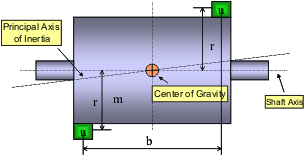 Principal Axis
of Inertia
u
r
r
m
Center of Gravity
Shaft Axis
u
b